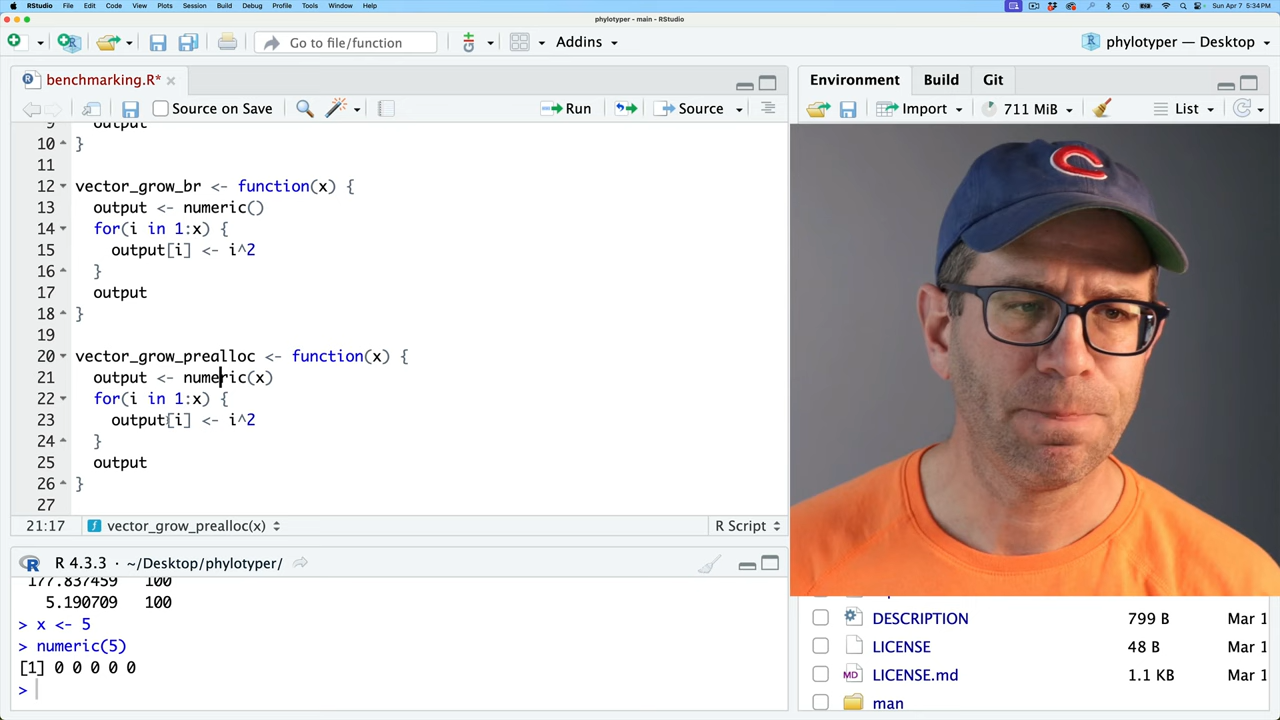 RStudio File Edit Code View Plots Session Build Debug Profile Tools Window Help Sun Apr 7 5:34 PM
phylotyper - main - RStudio
Go to file/function Addins phylotyper — Desktop
benchmarking.R*
Source on Save Run Source
9 output
10 }
11
12 vector_grow_br <- function(x) {
13 output <- numeric()
14 for(i in 1:x) {
15 output[i] <- i^2
16 }
17 output
18 }
19
20 vector_grow_prealloc <- function(x) {
21 output <- numeric(x)
22 for(i in 1:x) {
23 output[i] <- i^2
24 }
25 output
26 }
27
21:17 vector_grow_prealloc(x) R Script
R 4.3.3 · ~/Desktop/phylotyper/
177.837459 100
5.190709 100
> x <- 5
> numeric(5)
[1] 0 0 0 0 0
>
Environment Build Git
Import 711 MiB List
C
DESCRIPTION 799 B Mar 1
LICENSE 48 B Mar 1
MD LICENSE.md 1.1 KB Mar 1
man